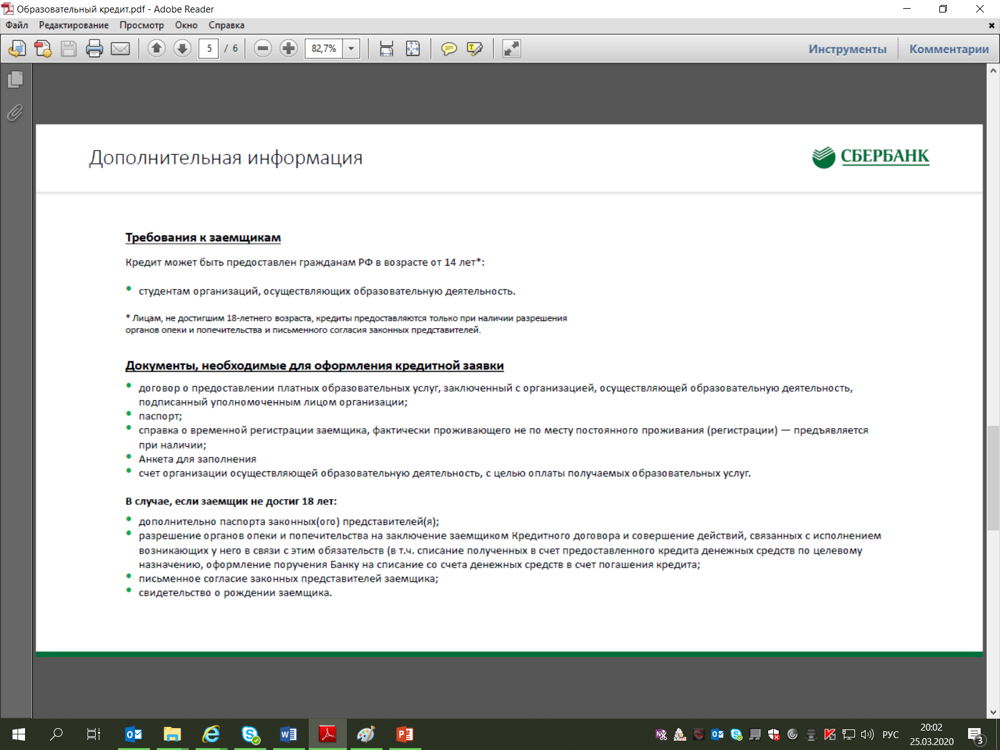 Образовательный кредит.pdf - Adobe Reader
Файл Редактирование Просмотр Окно Справка
5 / 6 82,7% Инструменты Комментарии
Дополнительная информация
СБЕРБАНК
Требования к заемщикам
Кредит может быть предоставлен гражданам РФ в возрасте от 14 лет*:
• студентам организаций, осуществляющих образовательную деятельность.
* Лицам, не достигшим 18-летнего возраста, кредиты предоставляются только при наличии разрешения
органов опеки и попечительства и письменного согласия законных представителей.
Документы, необходимые для оформления кредитной заявки
• договор о предоставлении платных образовательных услуг, заключенный с организацией, осуществляющей образовательную деятельность,
подписанный уполномоченным лицом организации;
• паспорт;
• справка о временной регистрации заемщика, фактически проживающего не по месту постоянного проживания (регистрации) — предъявляется
при наличии;
• Анкета для заполнения
• счет организации осуществляющей образовательную деятельность, с целью оплаты получаемых образовательных услуг.
В случае, если заемщик не достиг 18 лет:
• дополнительно паспорта законных(ого) представителей(я);
• разрешение органов опеки и попечительства на заключение заемщиком Кредитного договора и совершение действий, связанных с исполнением
возникающих у него в связи с этим обязательств (в т.ч. списание полученных в счет предоставленного кредита денежных средств по целевому
назначению, оформление поручения Банку на списание со счета денежных средств в счет погашения кредита;
• письменное согласие законных представителей заемщика;
• свидетельство о рождении заемщика.
РУС
20:02
25.03.2020
3